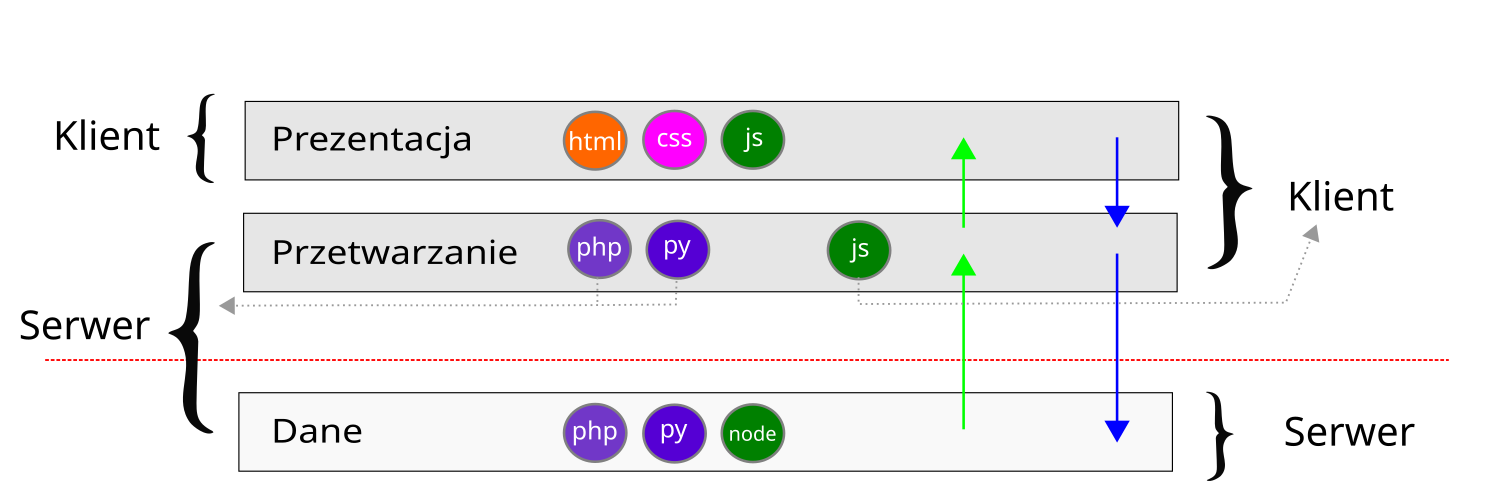 Klient
Prezentacja
html
css
js
Klient
Przetwarzanie
php
py
js
Serwer
Dane
php
py
node
Serwer